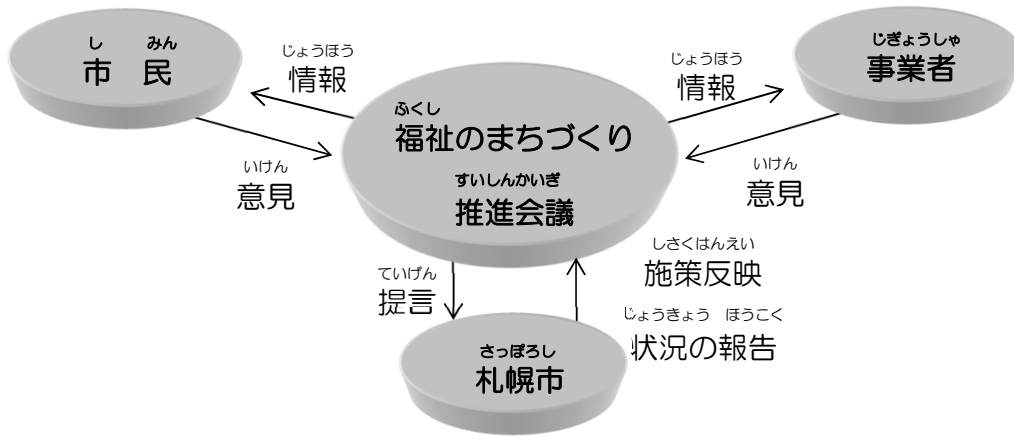 し みん
市 民
じょうほう
情報
ふくし
福祉のまちづくり
すいしんかいぎ
推進会議
じょうほう
情報
じぎょうしゃ
事業者
いけん
意見
いけん
意見
ていげん
提言
しさくはんえい
施策反映
じょうきょう ほうこく
状況の報告
さっぽろし
札幌市